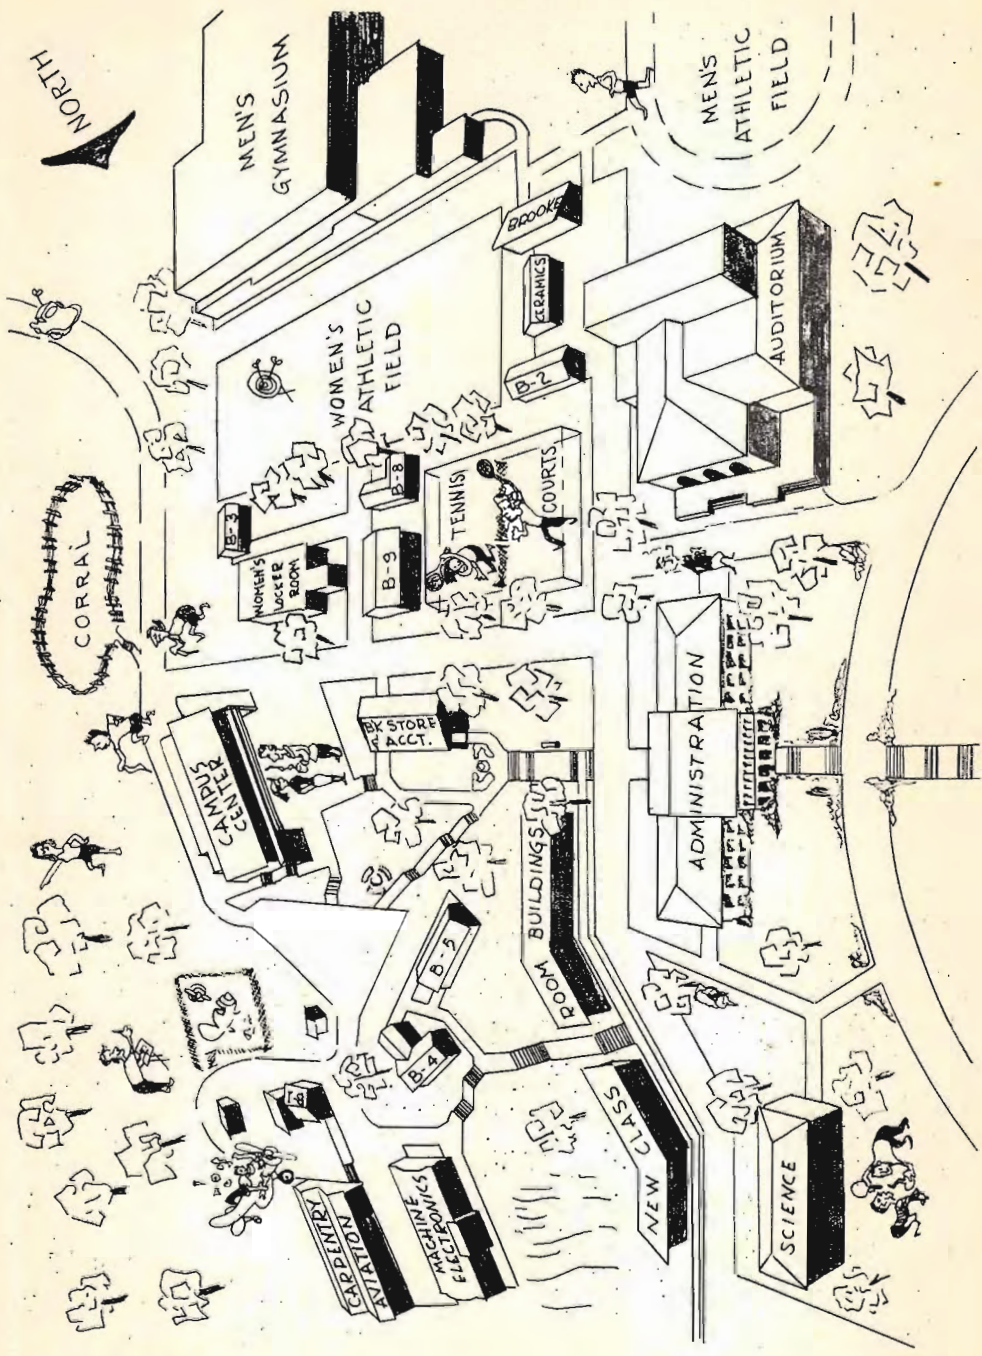 NORTH
MEN'S
GYMNASIUM
MEN'S
ATHLETIC
FIELD
BROOKE
CERAMICS
B-2
AUDITORIUM
WOMEN'S
ATHLETIC
FIELD
CORRAL
B-3
WOMEN'S
LOCKER
ROOM
B-8
B-9
TENNIS
COURTS
CAMPUS
CENTER
BK STORE
& ACCT.
ADMINISTRATION
B-5
B-4
B-1
NEW CLASS ROOM BUILDINGS
CARPENTRY
AVIATION
MACHINE
ELECTRONICS
SCIENCE